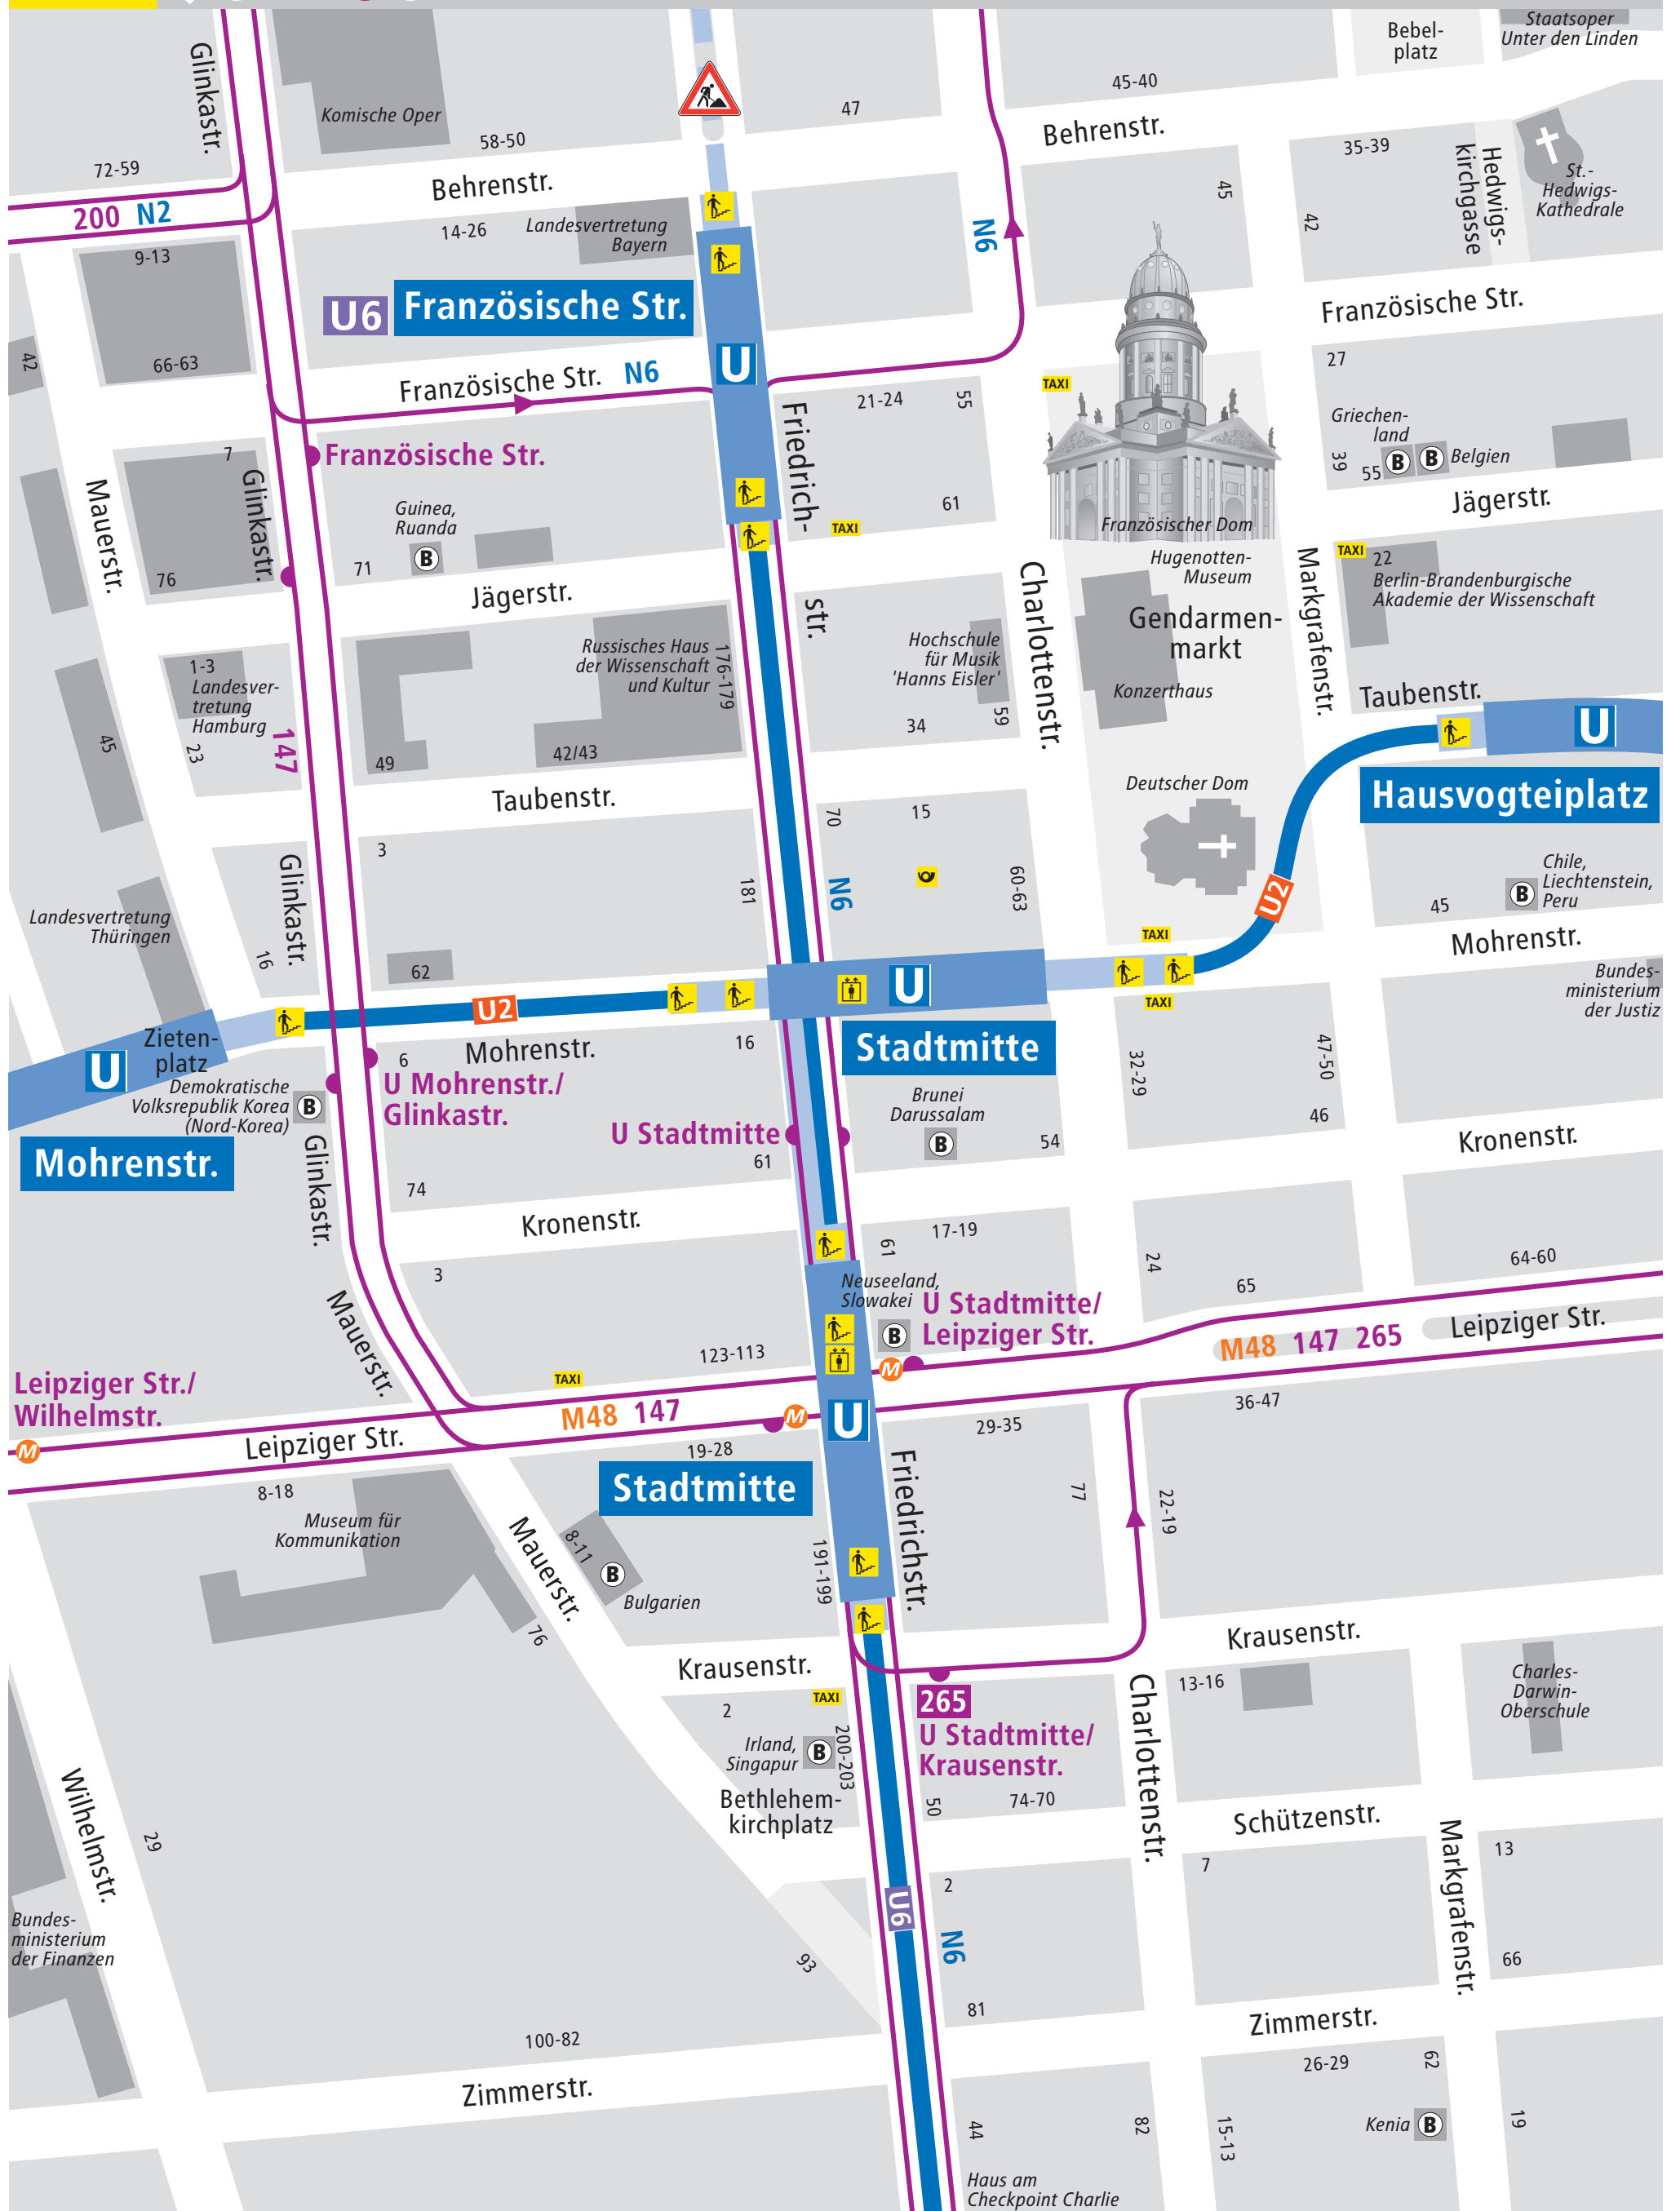 Glinkastr.
Komische Oper
72-59
58-50
47
45-40
Bebel-
platz
Staatsoper
Unter den Linden
Behrenstr.
Behrenstr.
35-39
Hedwigs-
kirchgasse
St.-
Hedwigs-
Kathedrale
200 N2
14-26
Landesvertretung
Bayern
N6
45
42
9-13
U6 Französische Str.
Französische Str.
42
66-63
Französische Str. N6
U
TAXI
27
21-24
55
Friedrich-
str.
Griechen-
land
39
55
B
B
Belgien
7
Französische Str.
Mauerstr.
Glinkastr.
Guinea,
Ruanda
B
61
TAXI
Französischer Dom
Jägerstr.
76
71
Jägerstr.
Hugenotten-
Museum
TAXI
22
Berlin-Brandenburgische
Akademie der Wissenschaft
Charlottenstr.
Markgrafenstr.
Gendarmen-
markt
Konzerthaus
1-3
Landesver-
tretung
Hamburg
23
45
147
Russisches Haus
der Wissenschaft
und Kultur
176-179
Hochschule
für Musik
'Hanns Eisler'
59
34
49
42/43
Taubenstr.
U
Hausvogteiplatz
Taubenstr.
Deutscher Dom
70
15
3
Glinkastr.
181
N6
60-63
U2
Chile,
Liechtenstein,
Peru
B
45
Landesvertretung
Thüringen
16
62
TAXI
Mohrenstr.
Bundes-
ministerium
der Justiz
U2
U
TAXI
Zieten-
platz
U
Mohrenstr.
6
16
Stadtmitte
32-29
47-50
Demokratische
Volksrepublik Korea
(Nord-Korea)
B
U Mohrenstr./
Glinkastr.
Brunei
Darussalam
B
46
Mohrenstr.
Glinkastr.
U Stadtmitte
61
54
Kronenstr.
74
Kronenstr.
61
17-19
24
64-60
3
65
Neuseeland,
Slowakei
B
U Stadtmitte/
Leipziger Str.
Leipziger Str.
M48 147 265
Mauerstr.
123-113
TAXI
M
Leipziger Str./
Wilhelmstr.
M
M48 147
M
U
36-47
Leipziger Str.
19-28
29-35
Stadtmitte
8-18
Museum für
Kommunikation
77
22-19
Friedrichstr.
Mauerstr.
8-11
B
Bulgarien
191-199
76
Krausenstr.
Krausenstr.
2
TAXI
265
U Stadtmitte/
Krausenstr.
13-16
Charles-
Darwin-
Oberschule
Irland,
Singapur
B
200-203
Bethlehem-
kirchplatz
50
74-70
Charlottenstr.
Schützenstr.
Wilhelmstr.
29
7
Markgrafenstr.
13
2
U6
N6
Bundes-
ministerium
der Finanzen
93
66
81
Zimmerstr.
100-82
Zimmerstr.
26-29
62
44
82
15-13
Kenia
B
19
Haus am
Checkpoint Charlie